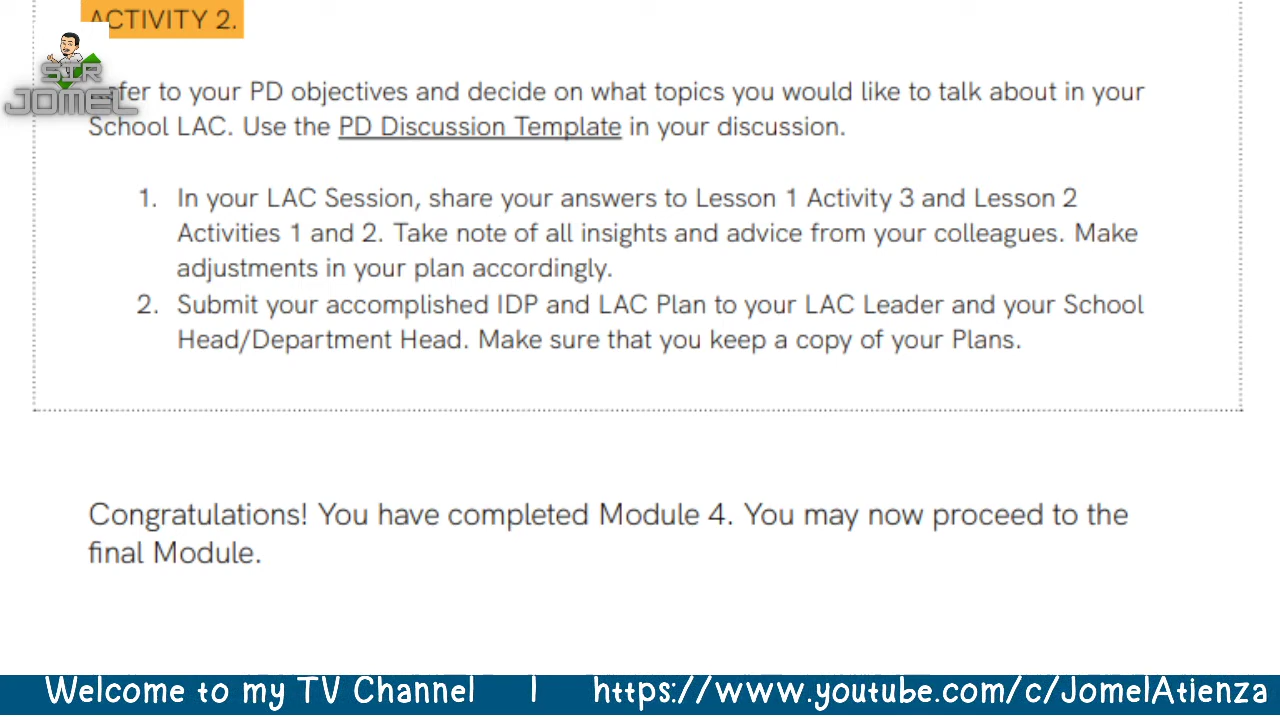 ACTIVITY 2.
SIR
JOMEL
to your PD objectives and decide on what topics you would like to talk about in your
School LAC. Use the PD Discussion Template in your discussion.
1. In your LAC Session, share your answers to Lesson 1 Activity 3 and Lesson 2
Activities 1 and 2. Take note of all insights and advice from your colleagues. Make
adjustments in your plan accordingly.
2. Submit your accomplished IDP and LAC Plan to your LAC Leader and your School
Head/Department Head. Make sure that you keep a copy of your Plans.
Congratulations! You have completed Module 4. You may now proceed to the
final Module.
Welcome to my TV Channel | https://www.youtube.com/c/JomelAtienza